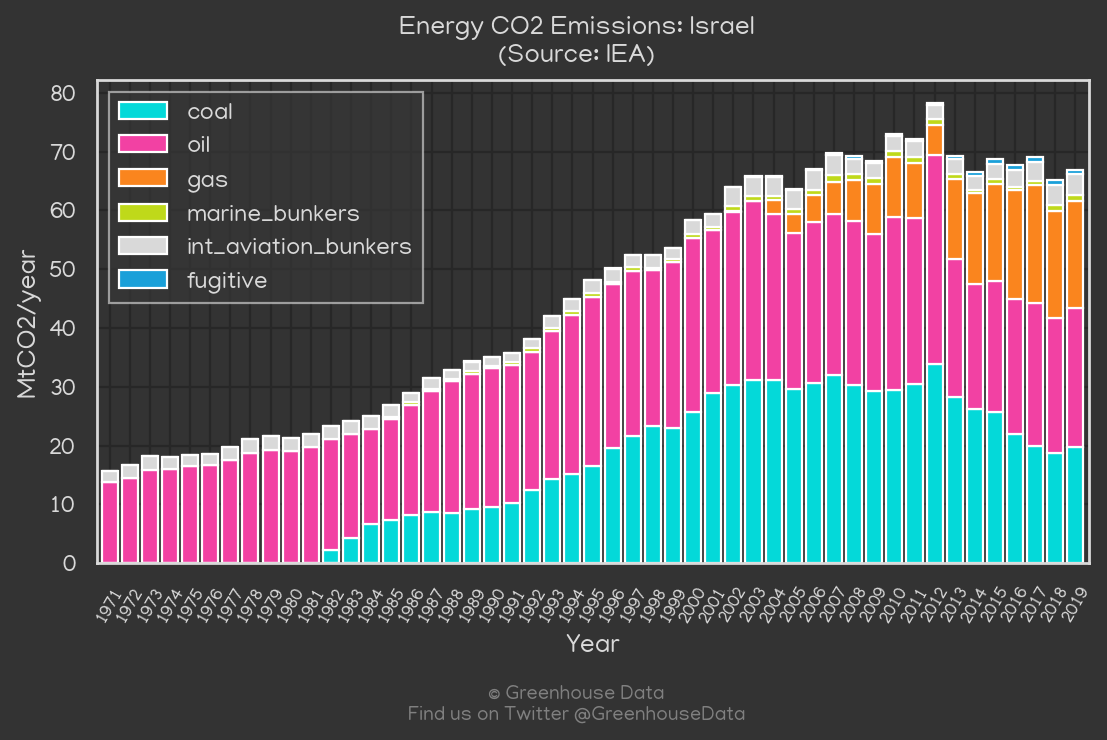 Energy CO2 Emissions: Israel
(Source: IEA)
80
70
60
50
40
30
20
10
0
MtCO2/year
coal
oil
gas
marine_bunkers
int_aviation_bunkers
fugitive
1971 1972 1973 1974 1975 1976 1977 1978 1979 1980 1981 1982 1983 1984 1985 1986 1987 1988 1989 1990 1991 1992 1993 1994 1995 1996 1997 1998 1999 2000 2001 2002 2003 2004 2005 2006 2007 2008 2009 2010 2011 2012 2013 2014 2015 2016 2017 2018 2019
Year
© Greenhouse Data
Find us on Twitter @GreenhouseData